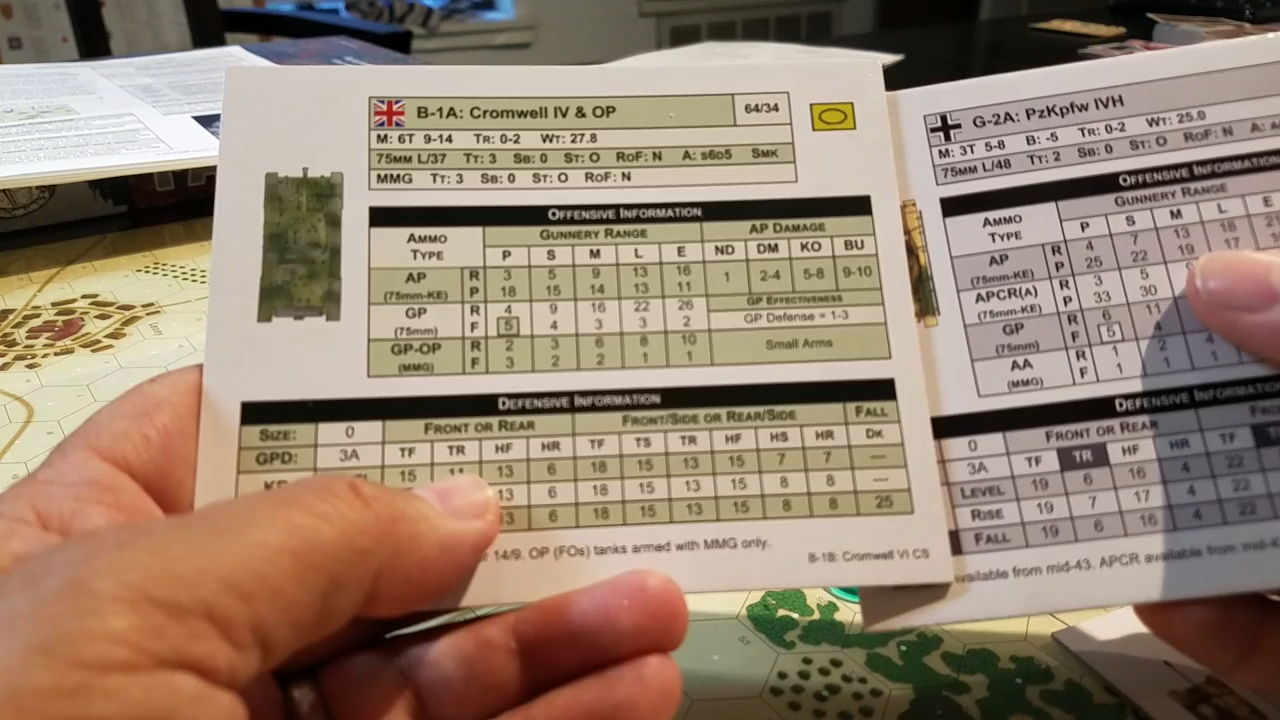 B-1A: Cromwell IV & OP 64/34
M: 6T 9-14 TR: 0-2 WT: 27.8
75MM L/37 TT: 3 SB: 0 ST: O ROF: N A: s6p5 SMK
MMG TT: 3 SB: 0 ST: O ROF: N
OFFENSIVE INFORMATION
AMMO TYPE GUNNERY RANGE AP DAMAGE
P S M L E ND DM KO BU
AP R 3 5 9 13 16 1 2-4 5-8 9-10
(75mm-KE) P 18 15 14 13 11
GP R 4 9 16 22 26 GP EFFECTIVENESS
(75mm) F 5 4 3 3 2 GP Defense = 1-3
GP-OP R 2 3 6 8 10 Small Arms
(MMG) F 3 2 2 1 1
DEFENSIVE INFORMATION
SIZE: 0 FRONT OR REAR FRONT/SIDE OR REAR/SIDE FALL
GPD: 3A TF TR HF HR TF TS TR HF HS HR DK
15 11 13 6 18 15 13 15 7 7 —
13 6 18 15 13 15 8 8 —
13 6 18 15 13 15 8 8 25
14/9. OP (FOs) tanks armed with MMG only.
B-1B: Cromwell VI CS
G-2A: PzKpfw IVH
M: 3T 5-8 B: -5 TR: 0-2 WT: 25.0
75MM L/48 TT: 2 SB: 0 ST: O ROF: N A:
OFFENSIVE INFORMATION
AMMO TYPE GUNNERY RANGE
P S M L E
AP R 4 7 13 18
(75mm-KE) P 25 22 19 17
APCR(A) R 3 5
(75mm-KE) P 33 30
GP R 6 11
(75mm) F 5 4
AA R 1 2 4
(MMG) F 1 1 1
DEFENSIVE INFORMATION
0 FRONT OR REAR
3A TF TR HF HR TF
LEVEL 19 6 16 4 22
RISE 19 7 17 4 22
FALL 19 6 16 4 22
available from mid-43. APCR available from